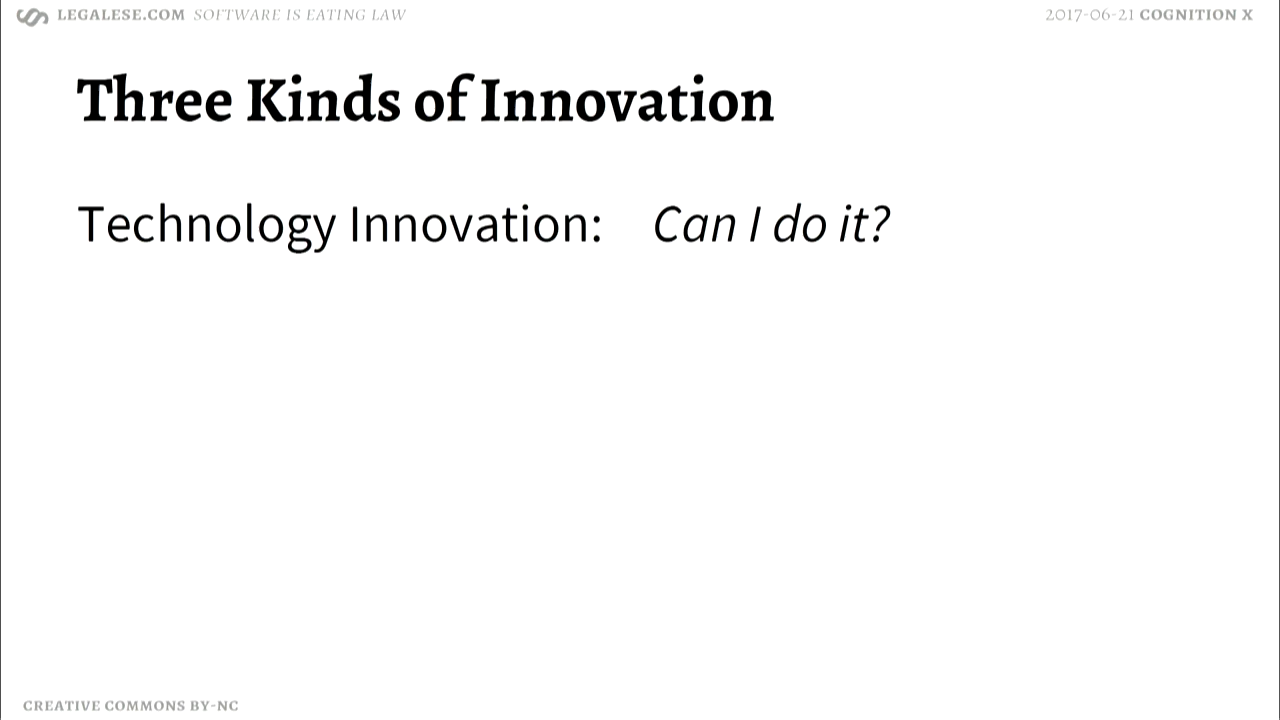 LEGALESE.COM SOFTWARE IS EATING LAW 2017-06-21 COGNITION X
Three Kinds of Innovation
Technology Innovation: Can I do it?
CREATIVE COMMONS BY-NC